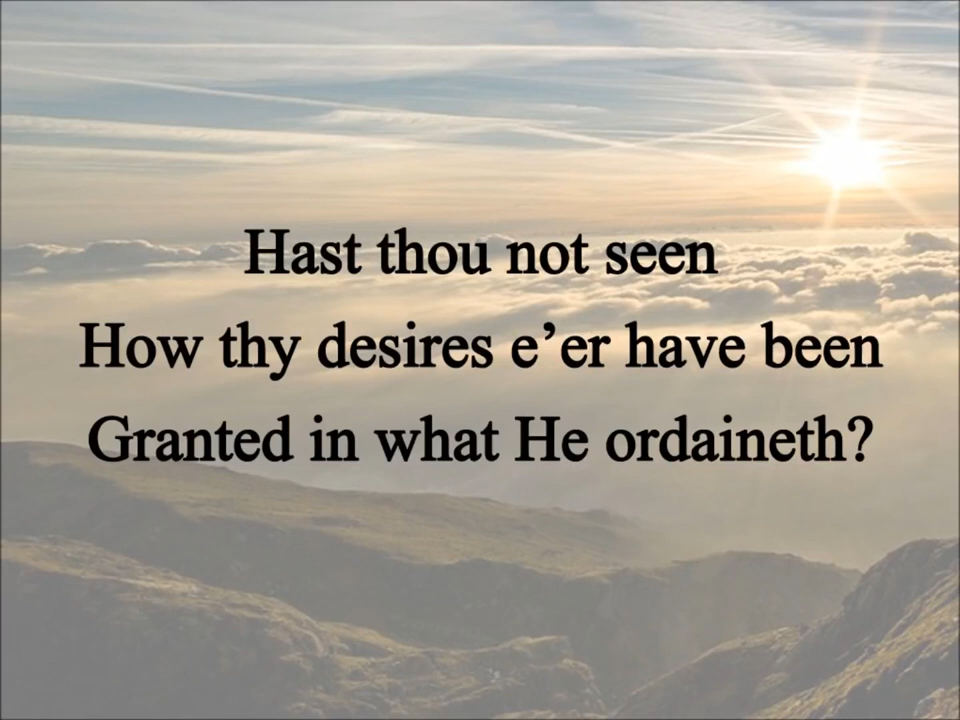 Hast thou not seen
How thy desires e’er have been
Granted in what He ordaineth?